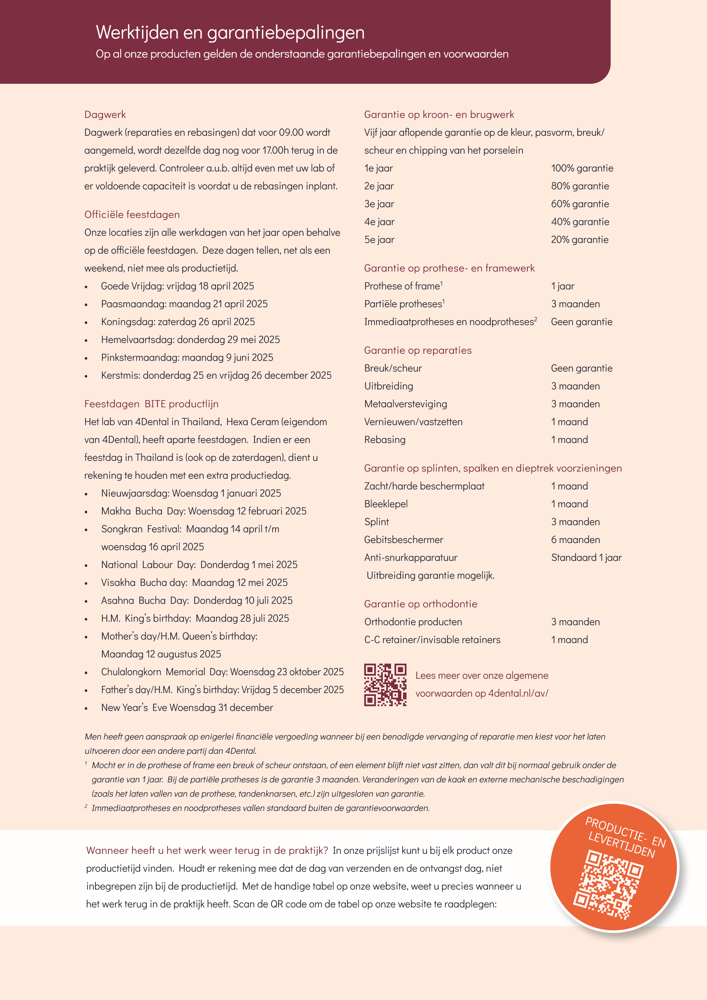 Werktijden en garantiebepalingen
Op al onze producten gelden de onderstaande garantiebepalingen en voorwaarden
Dagwerk
Dagwerk (reparaties en rebasingen) dat voor 09.00 wordt
aangemeld, wordt dezelfde dag nog voor 17.00h terug in de
praktijk geleverd. Controleer a.u.b. altijd even met uw lab of
er voldoende capaciteit is voordat u de rebasingen inplant.
Officiële feestdagen
Onze locaties zijn alle werkdagen van het jaar open behalve
op de officiële feestdagen. Deze dagen tellen, net als een
weekend, niet mee als productietijd.
• Goede Vrijdag: vrijdag 18 april 2025
• Paasmaandag: maandag 21 april 2025
• Koningsdag: zaterdag 26 april 2025
• Hemelvaartsdag: donderdag 29 mei 2025
• Pinkstermaandag: maandag 9 juni 2025
• Kerstmis: donderdag 25 en vrijdag 26 december 2025
Feestdagen BITE productlijn
Het lab van 4Dental in Thailand, Hexa Ceram (eigendom
van 4Dental), heeft aparte feestdagen. Indien er een
feestdag in Thailand is (ook op de zaterdagen), dient u
rekening te houden met een extra productiedag.
• Nieuwjaarsdag: Woensdag 1 januari 2025
• Makha Bucha Day: Woensdag 12 februari 2025
• Songkran Festival: Maandag 14 april t/m
woensdag 16 april 2025
• National Labour Day: Donderdag 1 mei 2025
• Visakha Bucha day: Maandag 12 mei 2025
• Asahna Bucha Day: Donderdag 10 juli 2025
• H.M. King's birthday: Maandag 28 juli 2025
• Mother's day/H.M. Queen's birthday:
Maandag 12 augustus 2025
• Chulalongkorn Memorial Day: Woensdag 23 oktober 2025
• Father's day/H.M. King's birthday: Vrijdag 5 december 2025
• New Year's Eve Woensdag 31 december
Garantie op kroon- en brugwerk
Vijf jaar aflopende garantie op de kleur, pasvorm, breuk/
scheur en chipping van het porselein
1e jaar 100% garantie
2e jaar 80% garantie
3e jaar 60% garantie
4e jaar 40% garantie
5e jaar 20% garantie
Garantie op prothese- en framewerk
Prothese of frame¹ 1 jaar
Partiële protheses¹ 3 maanden
Immediaatprotheses en noodprotheses² Geen garantie
Garantie op reparaties
Breuk/scheur Geen garantie
Uitbreiding 3 maanden
Metaalversteviging 3 maanden
Vernieuwen/vastzetten 1 maand
Rebasing 1 maand
Garantie op splinten, spalken en dieptrek voorzieningen
Zacht/harde beschermplaat 1 maand
Bleeklepel 1 maand
Splint 3 maanden
Gebitsbeschermer 6 maanden
Anti-snurkapparatuur Standaard 1 jaar
Uitbreiding garantie mogelijk.
Garantie op orthodontie
Orthodontie producten 3 maanden
C-C retainer/invisable retainers 1 maand
Lees meer over onze algemene
voorwaarden op 4dental.nl/av/
Men heeft geen aanspraak op enigerlei financiële vergoeding wanneer bij een benodigde vervanging of reparatie men kiest voor het laten
uitvoeren door een andere partij dan 4Dental.
¹ Mocht er in de prothese of frame een breuk of scheur ontstaan, of een element blijft niet vast zitten, dan valt dit bij normaal gebruik onder de
garantie van 1 jaar. Bij de partiële protheses is de garantie 3 maanden. Veranderingen van de kaak en externe mechanische beschadigingen
(zoals het laten vallen van de prothese, tandenknarsen, etc.) zijn uitgesloten van garantie.
² Immediaatprotheses en noodprotheses vallen standaard buiten de garantievoorwaarden.
Wanneer heeft u het werk weer terug in de praktijk? In onze prijslijst kunt u bij elk product onze
productietijd vinden. Houdt er rekening mee dat de dag van verzenden en de ontvangst dag, niet
inbegrepen zijn bij de productietijd. Met de handige tabel op onze website, weet u precies wanneer u
het werk terug in de praktijk heeft. Scan de QR code om de tabel op onze website te raadplegen:
PRODUCTIE- EN
LEVERTIJDEN